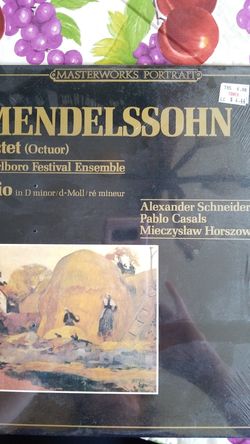 MASTERWORKS PORTRAIT
MENDELSSOHN
tet (Octuor)
rlboro Festival Ensemble
io in D minor/d-Moll/ré mineur
Alexander Schneider
Pablo Casals
Mieczysław Horszow